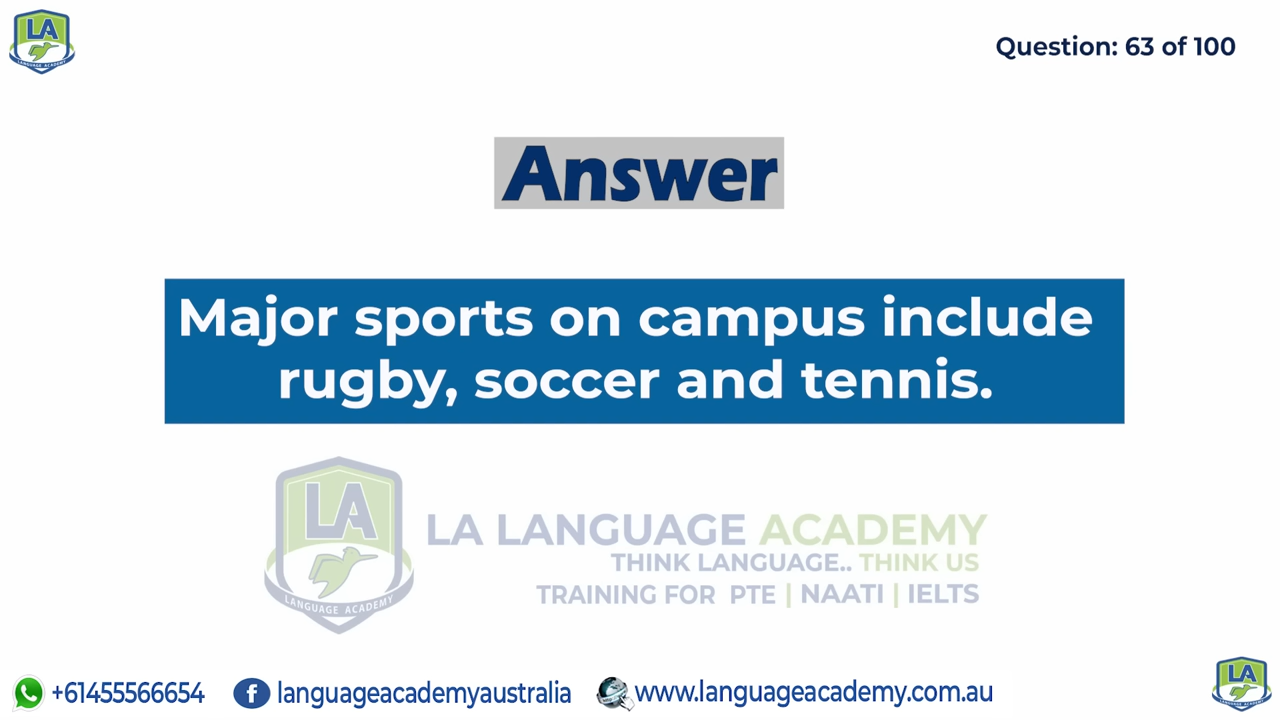 LA
LANGUAGE ACADEMY
Question: 63 of 100
Answer
Major sports on campus include
rugby, soccer and tennis.
LA
LANGUAGE ACADEMY
LA LANGUAGE ACADEMY
THINK LANGUAGE.. THINK US
TRAINING FOR PTE | NAATI | IELTS
+61455566654 languageacademyaustralia www.languageacademy.com.au
LA
LANGUAGE ACADEMY